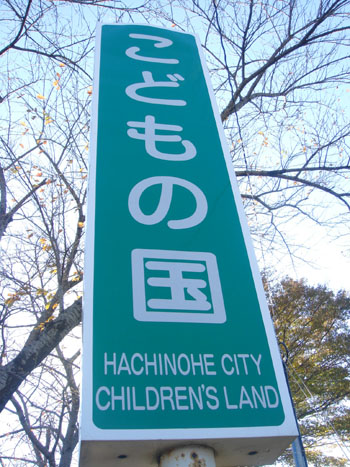 こどもの国
HACHINOHE CITY
CHILDREN'S LAND